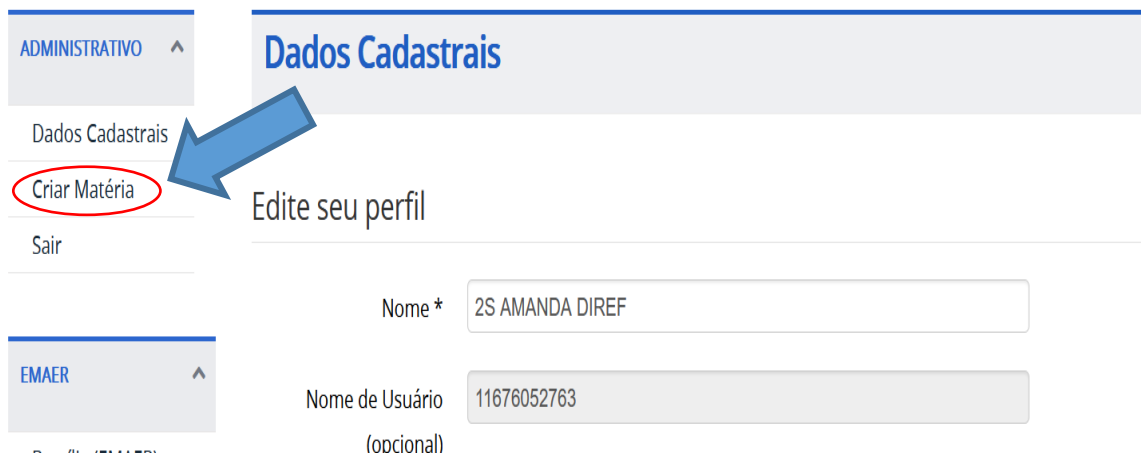 ADMINISTRATIVO
Dados Cadastrais
Criar Matéria
Sair
EMAER
Dados Cadastrais
Edite seu perfil
Nome *
2S AMANDA DIREF
Nome de Usuário
(opcional)
11676052763